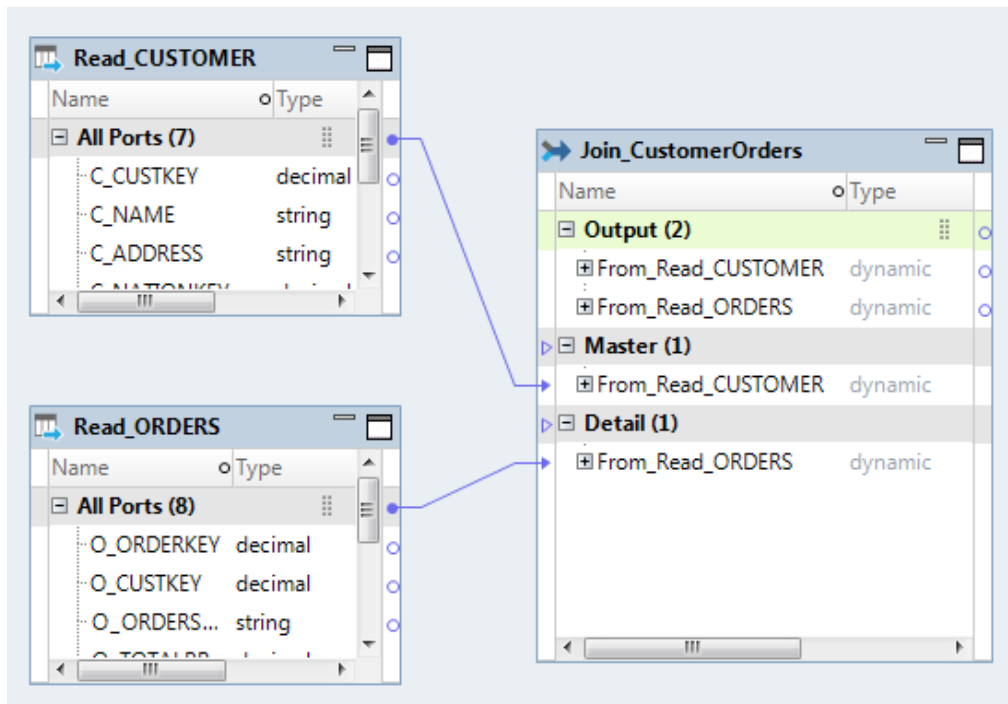 Read_CUSTOMER
Name Type
All Ports (7)
C_CUSTKEY decimal
C_NAME string
C_ADDRESS string
Join_CustomerOrders
Name Type
Output (2)
From_Read_CUSTOMER dynamic
From_Read_ORDERS dynamic
Master (1)
From_Read_CUSTOMER dynamic
Detail (1)
From_Read_ORDERS dynamic
Read_ORDERS
Name Type
All Ports (8)
O_ORDERKEY decimal
O_CUSTKEY decimal
O_ORDERS... string